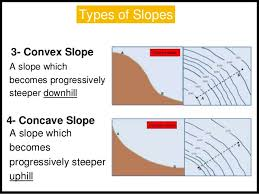 Types of Slopes
3- Convex Slope
A slope which
becomes progressively
steeper downhill
A
B
4- Concave Slope
A slope which
becomes
progressively steeper
uphill
A
B